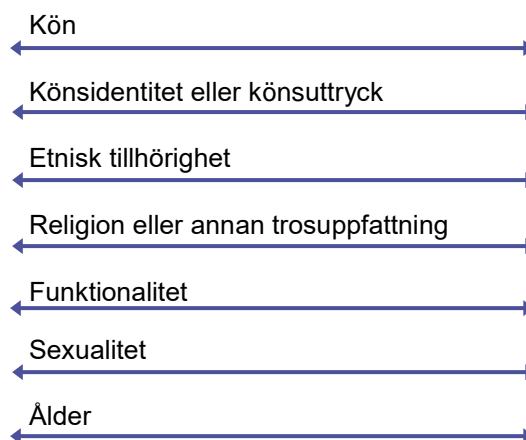 Kön
Könsidentitet eller könsuttryck
Etnisk tillhörighet
Religion eller annan trosuppfattning
Funktionalitet
Sexualitet
Ålder